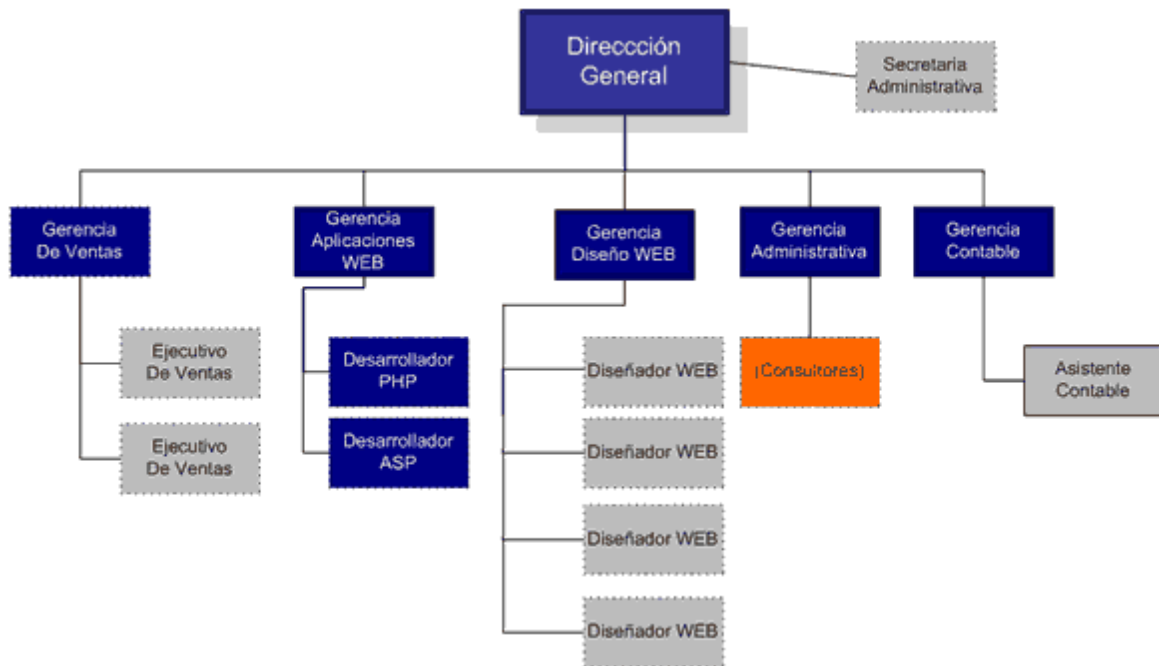 Direccción
General
Secretaria
Administrativa
Gerencia
De Ventas
Gerencia
Aplicaciones
WEB
Gerencia
Diseño WEB
Gerencia
Administrativa
Gerencia
Contable
Ejecutivo
De Ventas
Ejecutivo
De Ventas
Desarrollador
PHP
Desarrollador
ASP
Diseñador WEB
Diseñador WEB
Diseñador WEB
Diseñador WEB
(Consultores)
Asistente
Contable